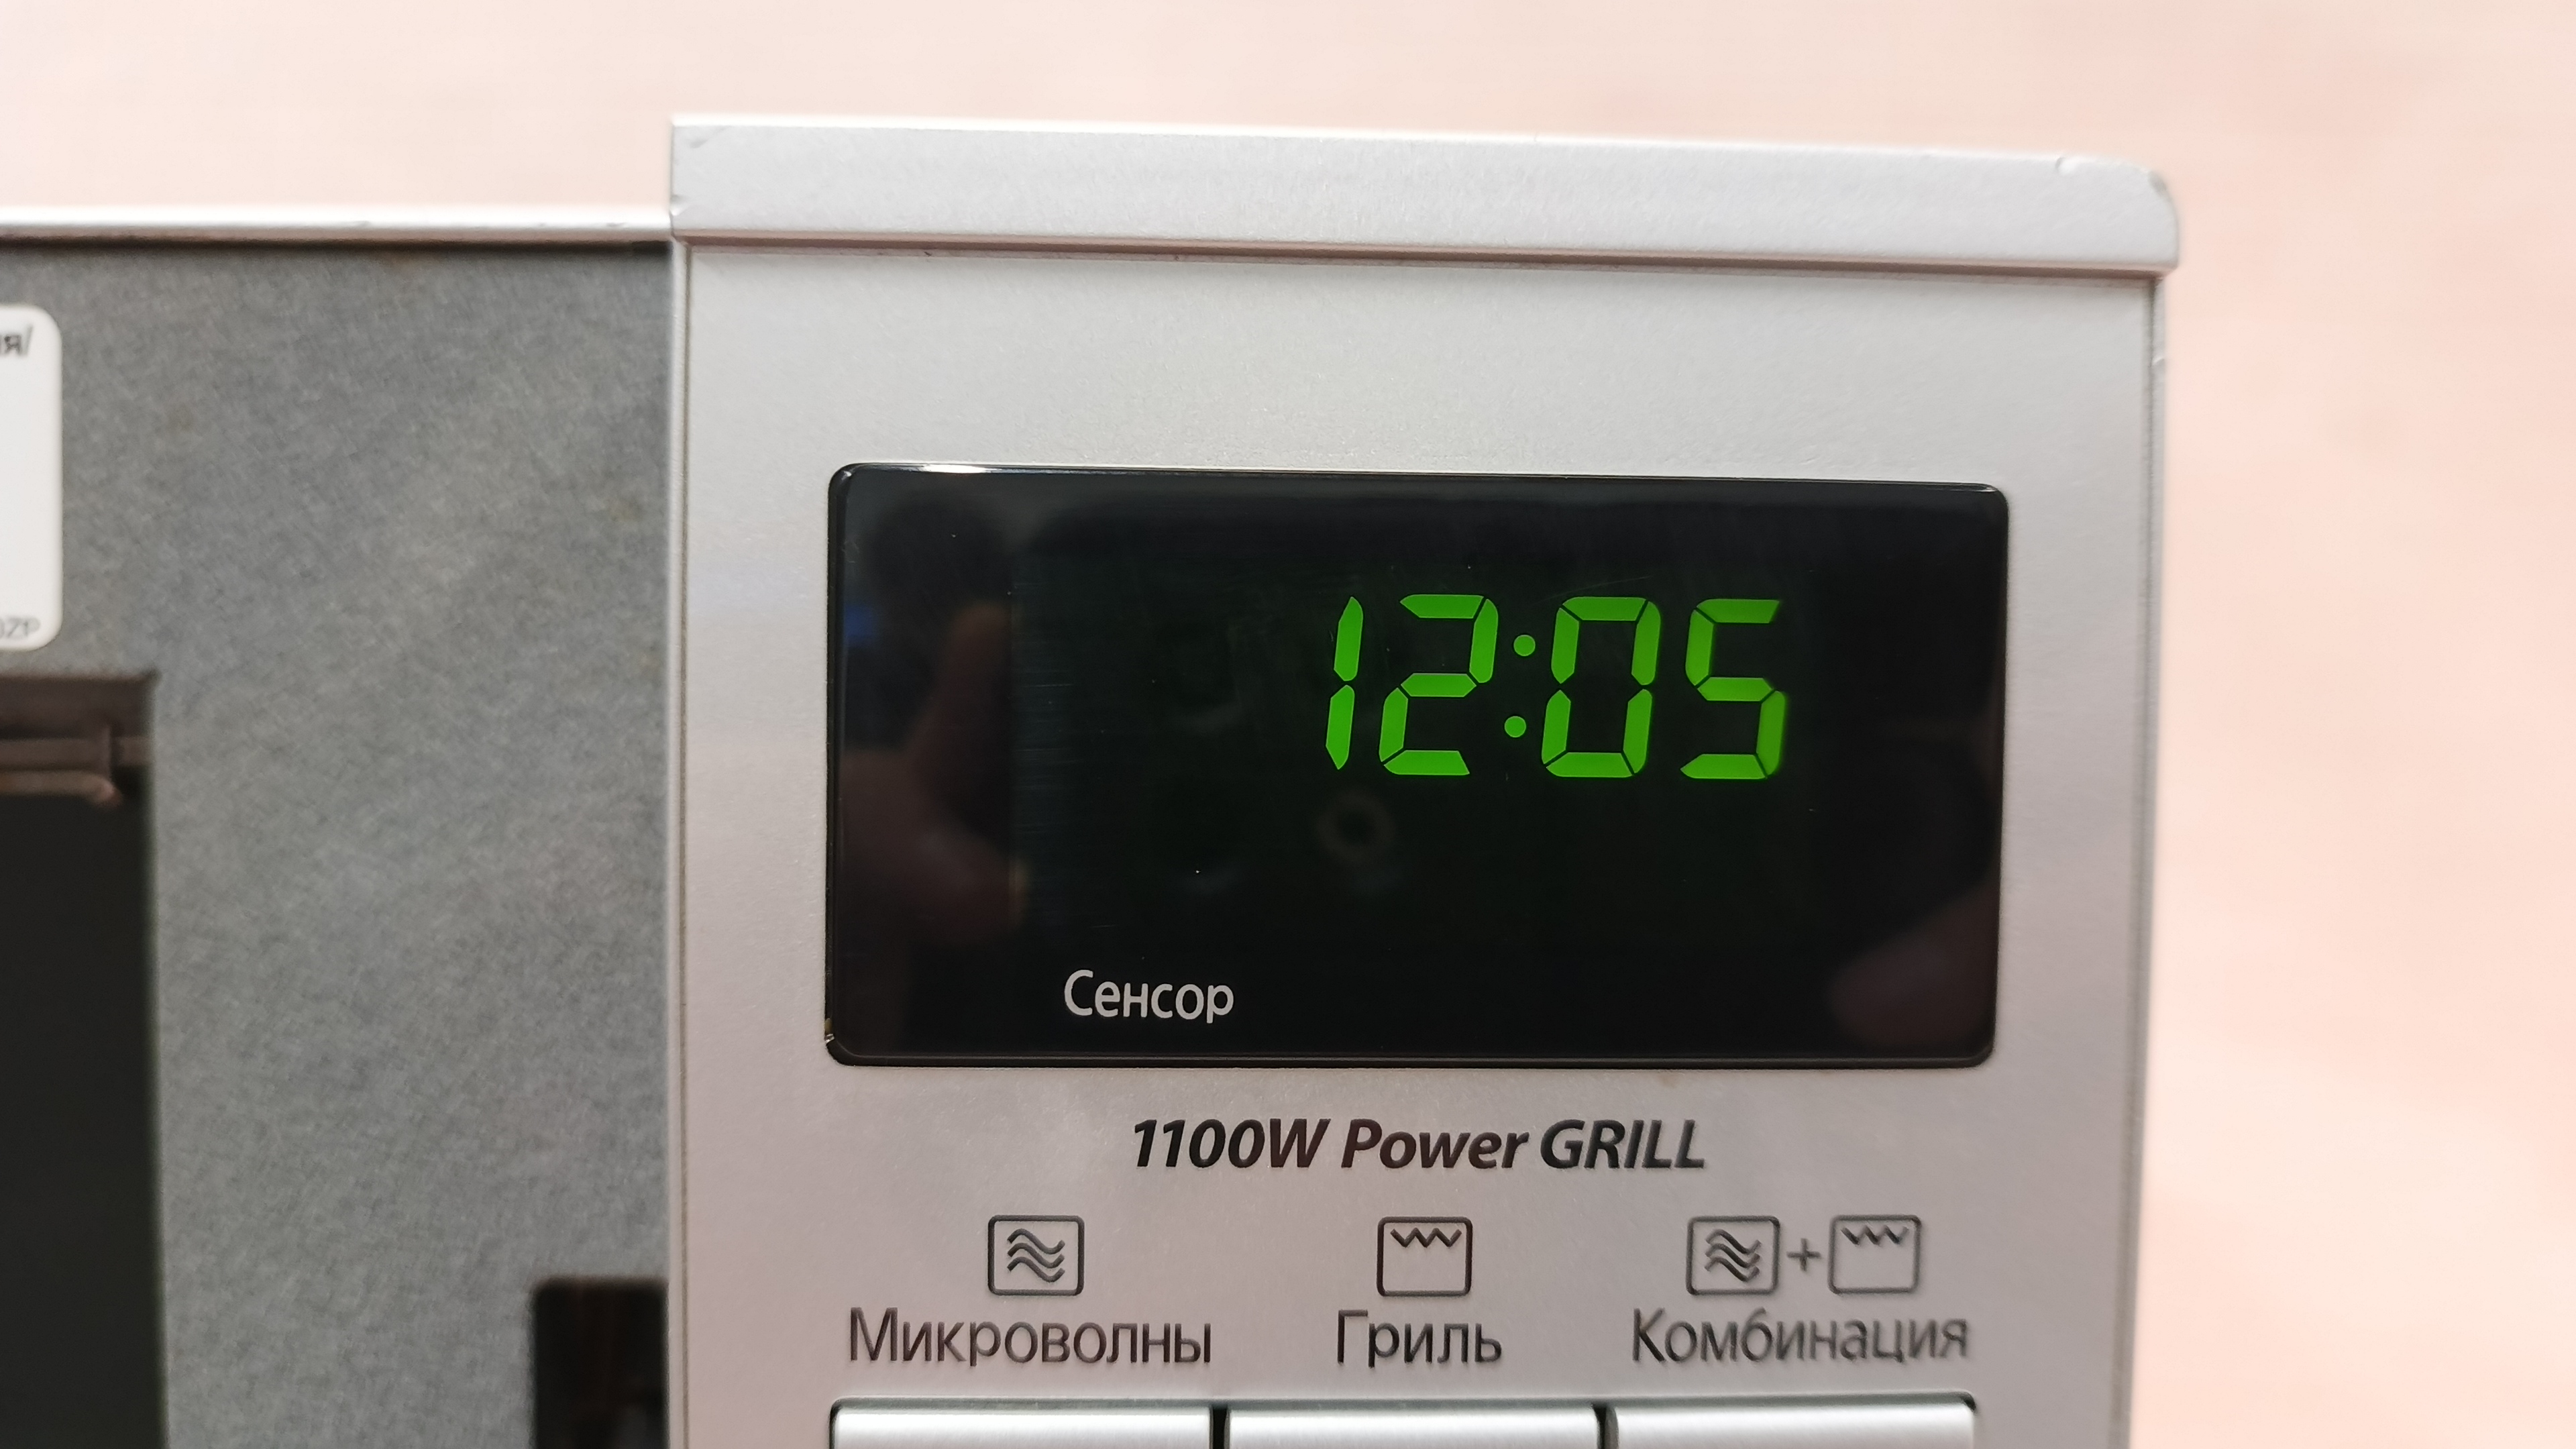 12:05
Сенсор
1100W Power GRILL
Микроволны Гриль Комбинация